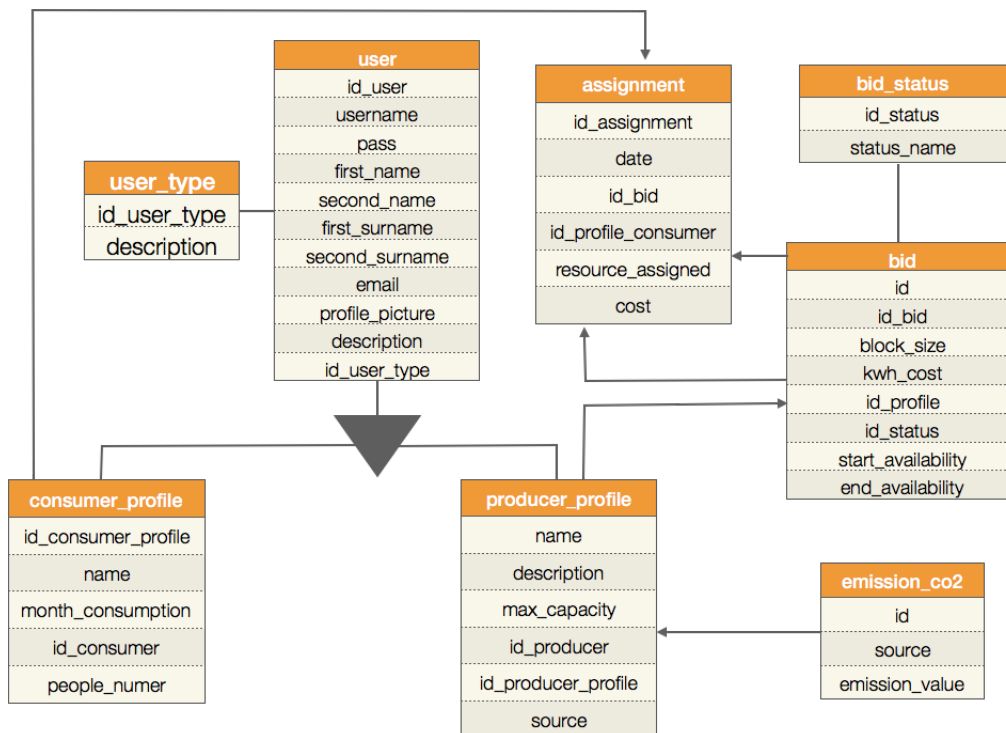 user
id_user
username
pass
first_name
second_name
first_surname
second_surname
email
profile_picture
description
id_user_type
assignment
id_assignment
date
id_bid
id_profile_consumer
resource_assigned
cost
bid_status
id_status
status_name
user_type
id_user_type
description
bid
id
id_bid
block_size
kwh_cost
id_profile
id_status
start_availability
end_availability
consumer_profile
id_consumer_profile
name
month_consumption
id_consumer
people_numer
producer_profile
name
description
max_capacity
id_producer
id_producer_profile
source
emission_co2
id
source
emission_value